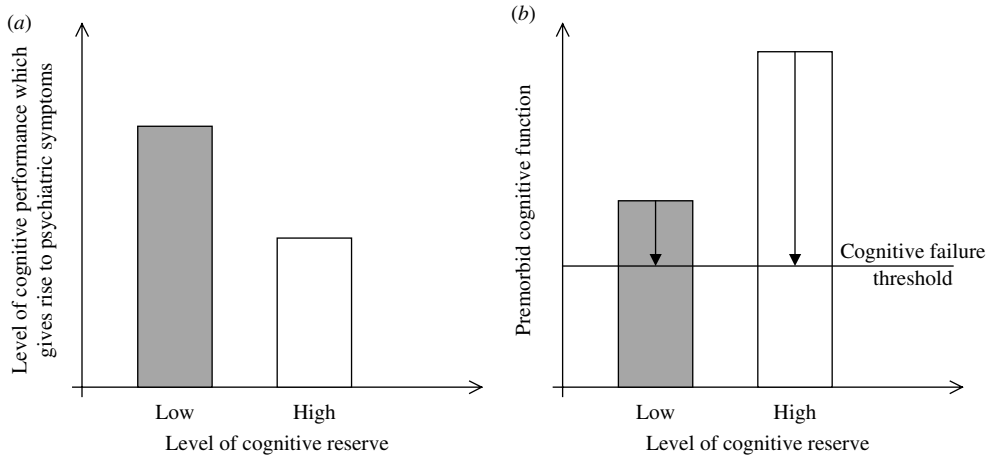 (a)
Level of cognitive performance which
gives rise to psychiatric symptoms
Low
High
Level of cognitive reserve
(b)
Premorbid cognitive function
Cognitive failure
threshold
Low
High
Level of cognitive reserve